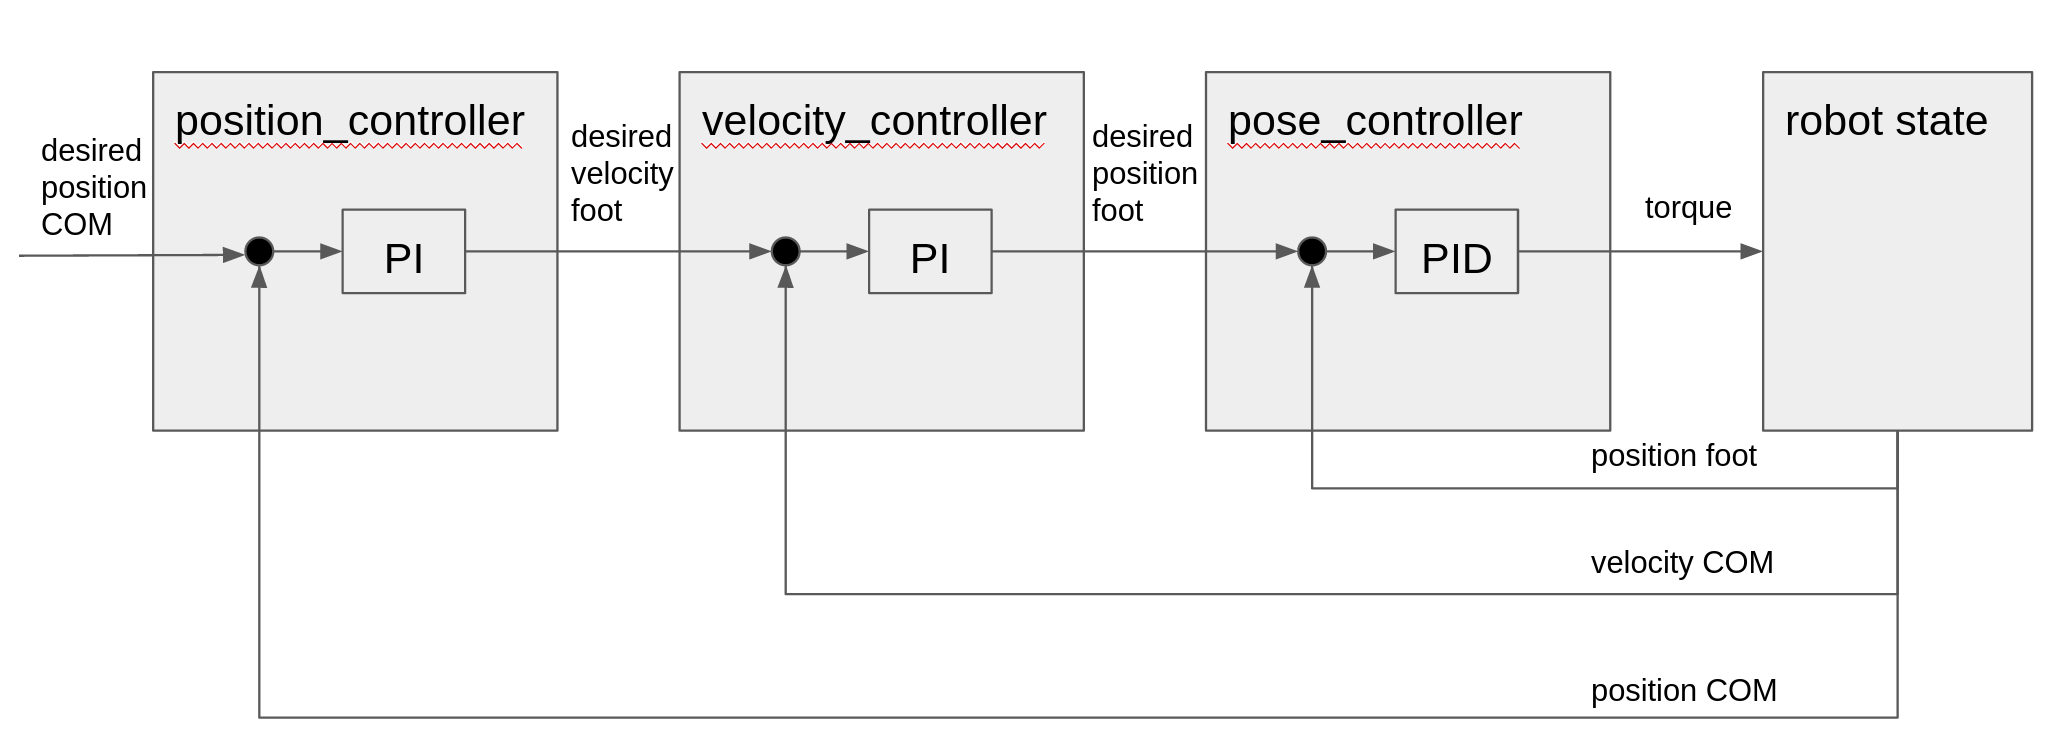 desired
position
COM
position_controller
PI
desired
velocity
foot
velocity_controller
PI
desired
position
foot
pose_controller
PID
torque
robot state
position foot
velocity COM
position COM